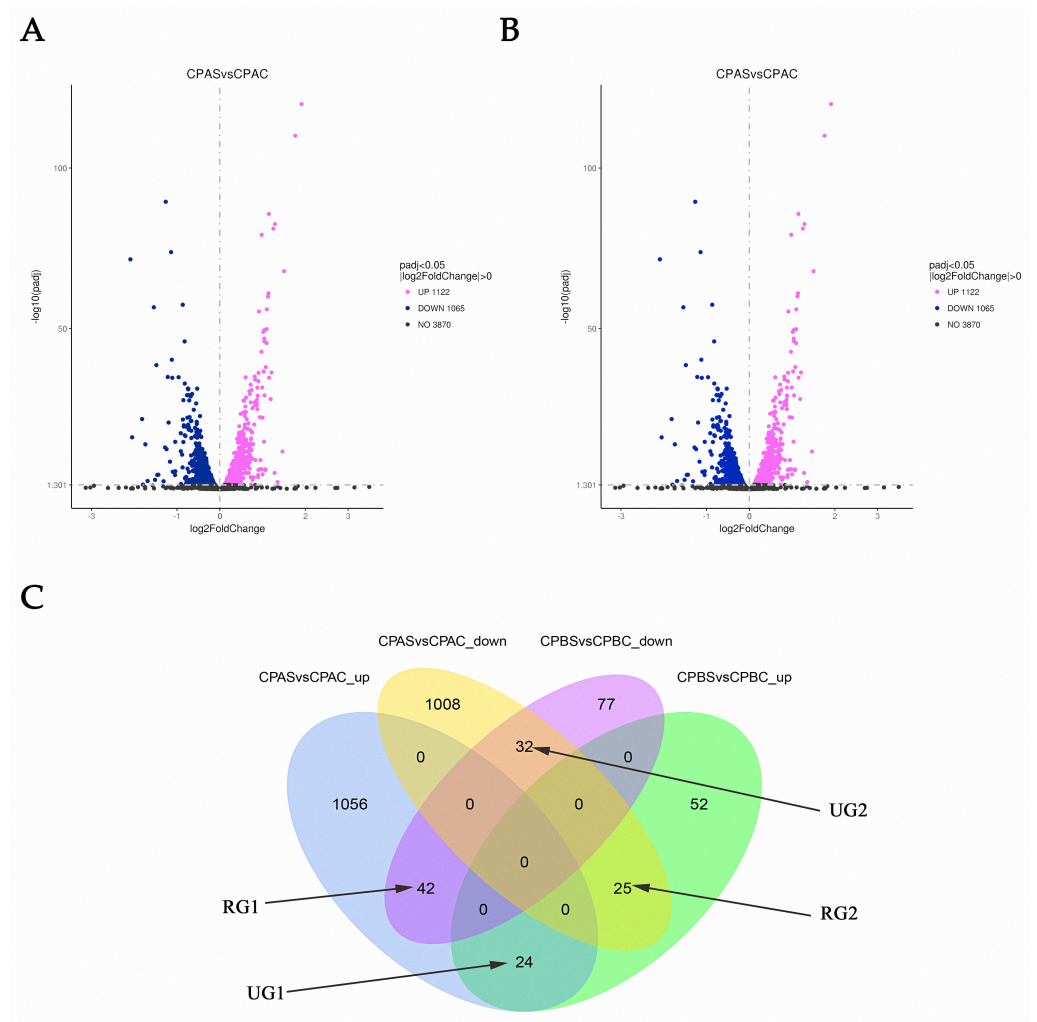 A
B
CPASvsCPAC
100
50
1.301
-3
-1
0
2
3
-log10(padj)
log2FoldChange
padj<0.05
|log2FoldChange|>0
UP 1122
DOWN 1065
NO 3870
CPASvsCPAC
100
50
1.301
-3
-1
0
2
3
-log10(padj)
log2FoldChange
padj<0.05
|log2FoldChange|>0
UP 1122
DOWN 1065
NO 3870
C
CPASvsCPAC_down
CPBSvsCPBC_down
CPASvsCPAC_up
CPBSvsCPBC_up
1008
77
32
0
0
1056
0
0
52
UG2
0
42
25
RG1
0
0
RG2
24
UG1